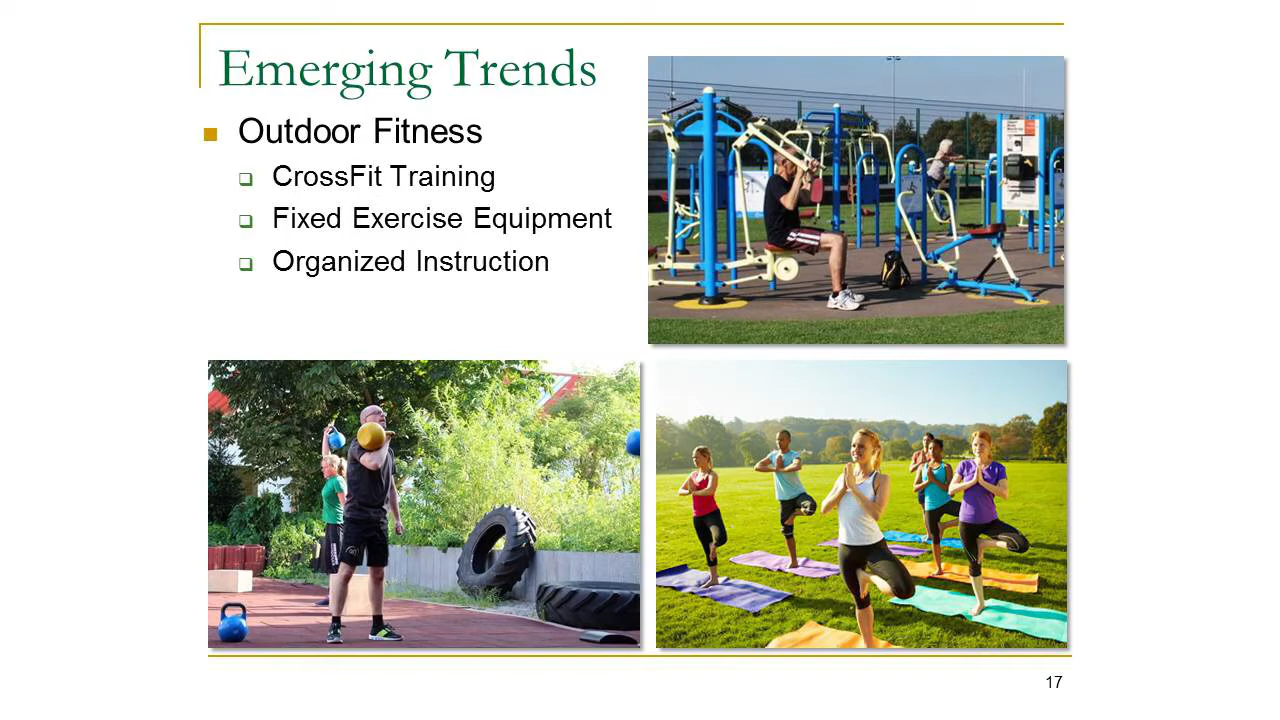 Emerging Trends
Outdoor Fitness
CrossFit Training
Fixed Exercise Equipment
Organized Instruction
17